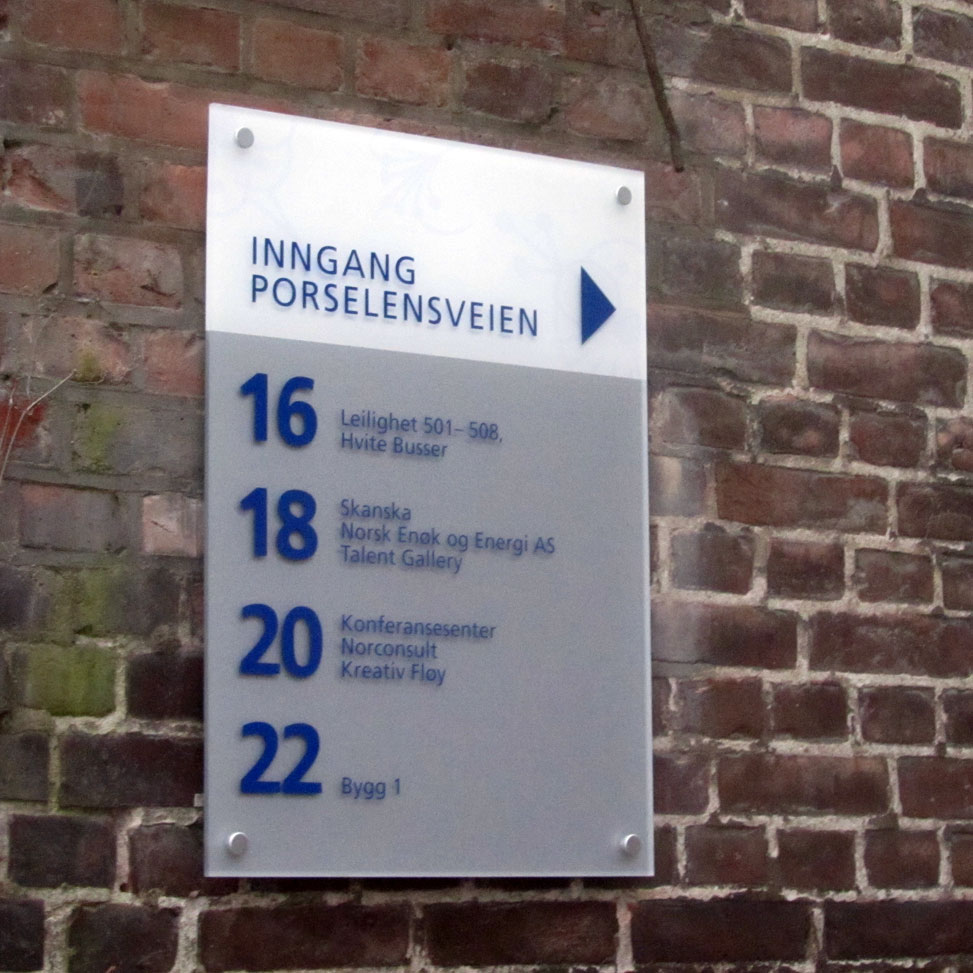 INNGANG
PORSELENSVEIEN
16
Leilighet 501–508,
Hvite Busser
18
Skanska
Norsk Enøk og Energi AS
Talent Gallery
20
Konferansesenter
Norconsult
Kreativ Fløy
22
Bygg 1